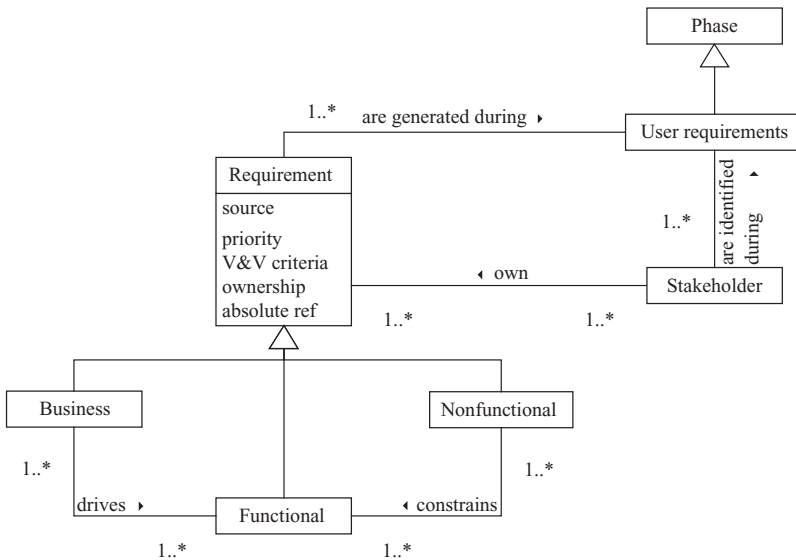 Phase
1..*
are generated during
User requirements
Requirement
source
priority
V&V criteria
ownership
absolute ref
1..*
are identified
during
own
Stakeholder
1..*
1..*
Business
Nonfunctional
1..*
1..*
drives
Functional
constrains
1..*
1..*